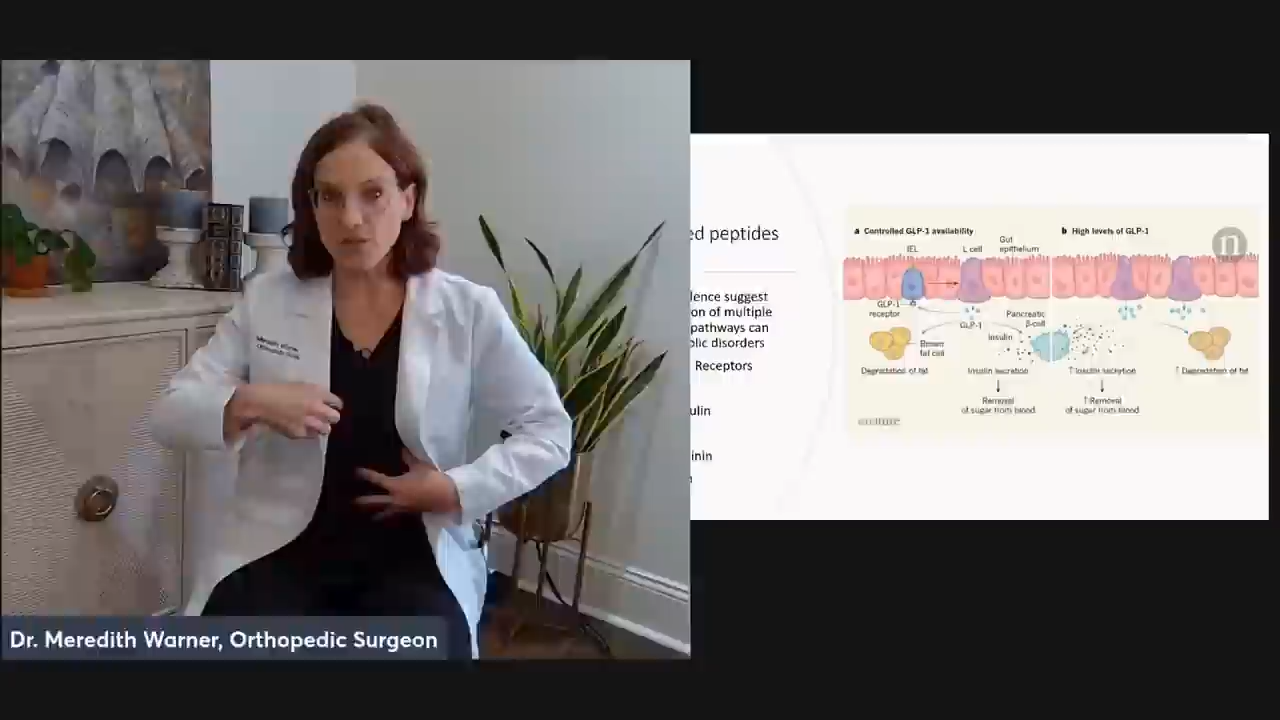 Dr. Meredith Warner, Orthopedic Surgeon
ed peptides
lence suggest
on of multiple
pathways can
olic disorders
Receptors
ulin
inin
a Controlled GLP-1 availability
IEL
L cell
Gut
epithelium
GLP-1
receptor
GLP-1
Pancreatic
β-cell
Insulin
Brown
fat cell
Degradation of fat
Insulin secretion
Removal
of sugar from blood
b High levels of GLP-1
n
↑ Insulin secretion
↑ Removal
of sugar from blood
↑ Degradation of fat